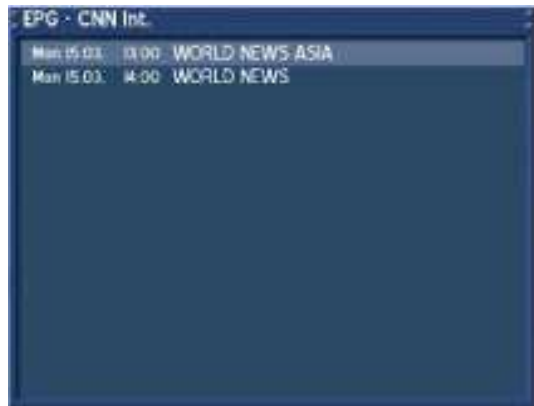 EPG - CNN Int.
Mon 15.03. 13:00 WORLD NEWS ASIA
Mon 15.03. 14:00 WORLD NEWS